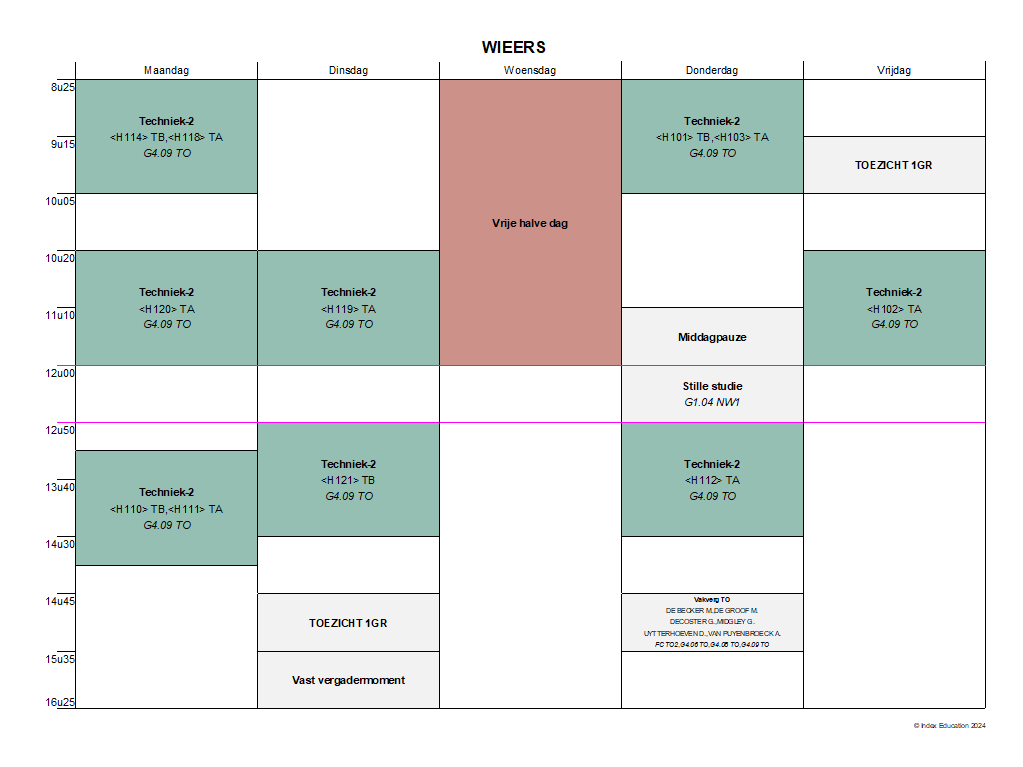 WIEERS
Maandag
Dinsdag
Woensdag
Donderdag
Vrijdag
8u25
9u15
10u05
10u20
11u10
12u00
12u50
13u40
14u30
14u45
15u35
16u25
Techniek-2
<H114> TB,<H118> TA
G4.09 TO
Techniek-2
<H120> TA
G4.09 TO
Techniek-2
<H110> TB,<H111> TA
G4.09 TO
Techniek-2
<H119> TA
G4.09 TO
Techniek-2
<H121> TB
G4.09 TO
TOEZICHT 1GR
Vast vergadermoment
Vrije halve dag
Techniek-2
<H101> TB,<H103> TA
G4.09 TO
Middagpauze
Stille studie
G1.04 NW1
Techniek-2
<H112> TA
G4.09 TO
Vakverg TO
DE BECKER M.,DE GROOF M.
DECOSTER G.,MIDGLEY G.
UYTTERHOEVEN D.,VAN PUYENBROECK A.
FC TO2,G4.06 TO,G4.08 TO,G4.09 TO
TOEZICHT 1GR
Techniek-2
<H102> TA
G4.09 TO
© Index Education 2024